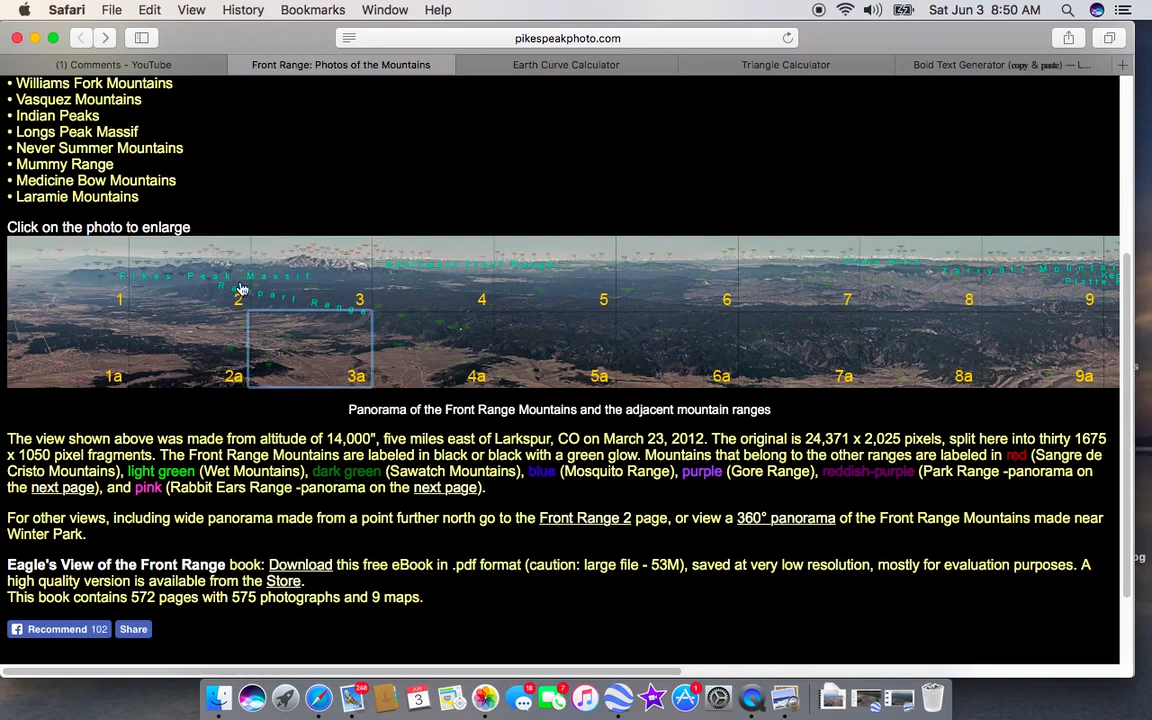 Safari File Edit View History Bookmarks Window Help Sat Jun 3 8:50 AM
pikespeakphoto.com
(1) Comments - YouTube Front Range: Photos of the Mountains Earth Curve Calculator Triangle Calculator Bold Text Generator (copy & paste) — L...
• Williams Fork Mountains
• Vasquez Mountains
• Indian Peaks
• Longs Peak Massif
• Never Summer Mountains
• Mummy Range
• Medicine Bow Mountains
• Laramie Mountains
Click on the photo to enlarge
Pikes Peak Massif
Rampart Range
1 2 3 4 5 6 7 8 9
1a 2a 3a 4a 5a 6a 7a 8a 9a
Panorama of the Front Range Mountains and the adjacent mountain ranges
The view shown above was made from altitude of 14,000", five miles east of Larkspur, CO on March 23, 2012. The original is 24,371 x 2,025 pixels, split here into thirty 1675
x 1050 pixel fragments. The Front Range Mountains are labeled in black or black with a green glow. Mountains that belong to the other ranges are labeled in red (Sangre de
Cristo Mountains), light green (Wet Mountains), dark green (Sawatch Mountains), blue (Mosquito Range), purple (Gore Range), reddish-purple (Park Range -panorama on
the next page), and pink (Rabbit Ears Range -panorama on the next page).
For other views, including wide panorama made from a point further north go to the Front Range 2 page, or view a 360° panorama of the Front Range Mountains made near
Winter Park.
Eagle's View of the Front Range book: Download this free eBook in .pdf format (caution: large file - 53M), saved at very low resolution, mostly for evaluation purposes. A
high quality version is available from the Store.
This book contains 572 pages with 575 photographs and 9 maps.
Recommend 102 Share